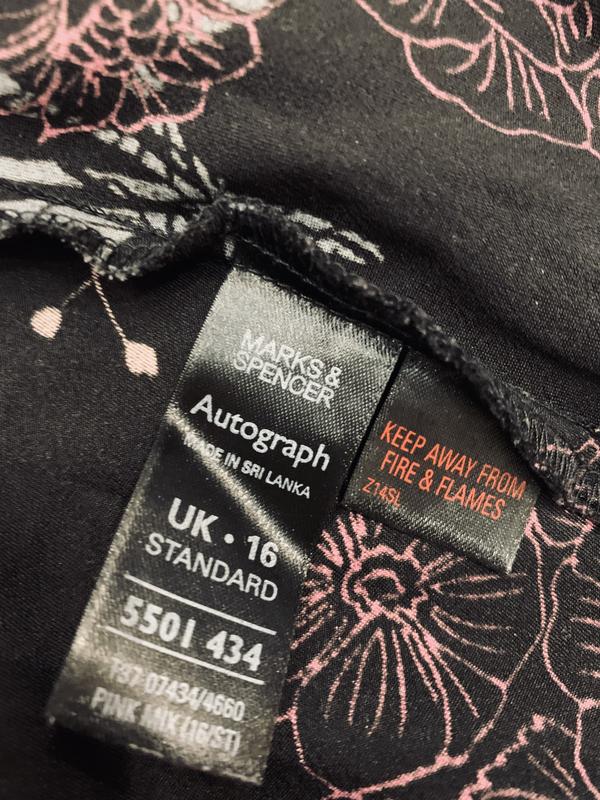 MARKS &
SPENCER
Autograph
MADE IN SRI LANKA
UK • 16
STANDARD
5501 434
T37 07434/4660
PINK MIX (16/ST)
KEEP AWAY FROM
FIRE & FLAMES
Z14SL